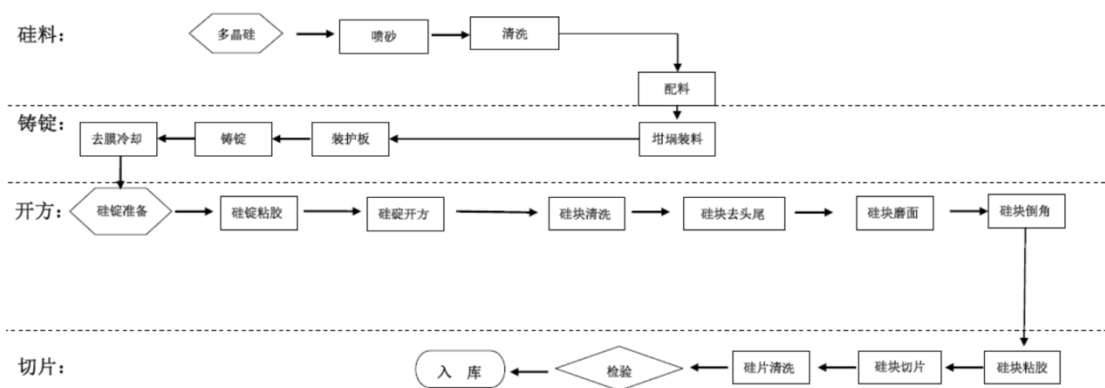 硅料：
多晶硅
喷砂
清洗
配料
铸锭：
去膜冷却
铸锭
装护板
坩埚装料
开方：
硅锭准备
硅锭粘胶
硅碇开方
硅块清洗
硅块去头尾
硅块磨面
硅块倒角
切片：
入 库
检验
硅片清洗
硅块切片
硅块粘胶